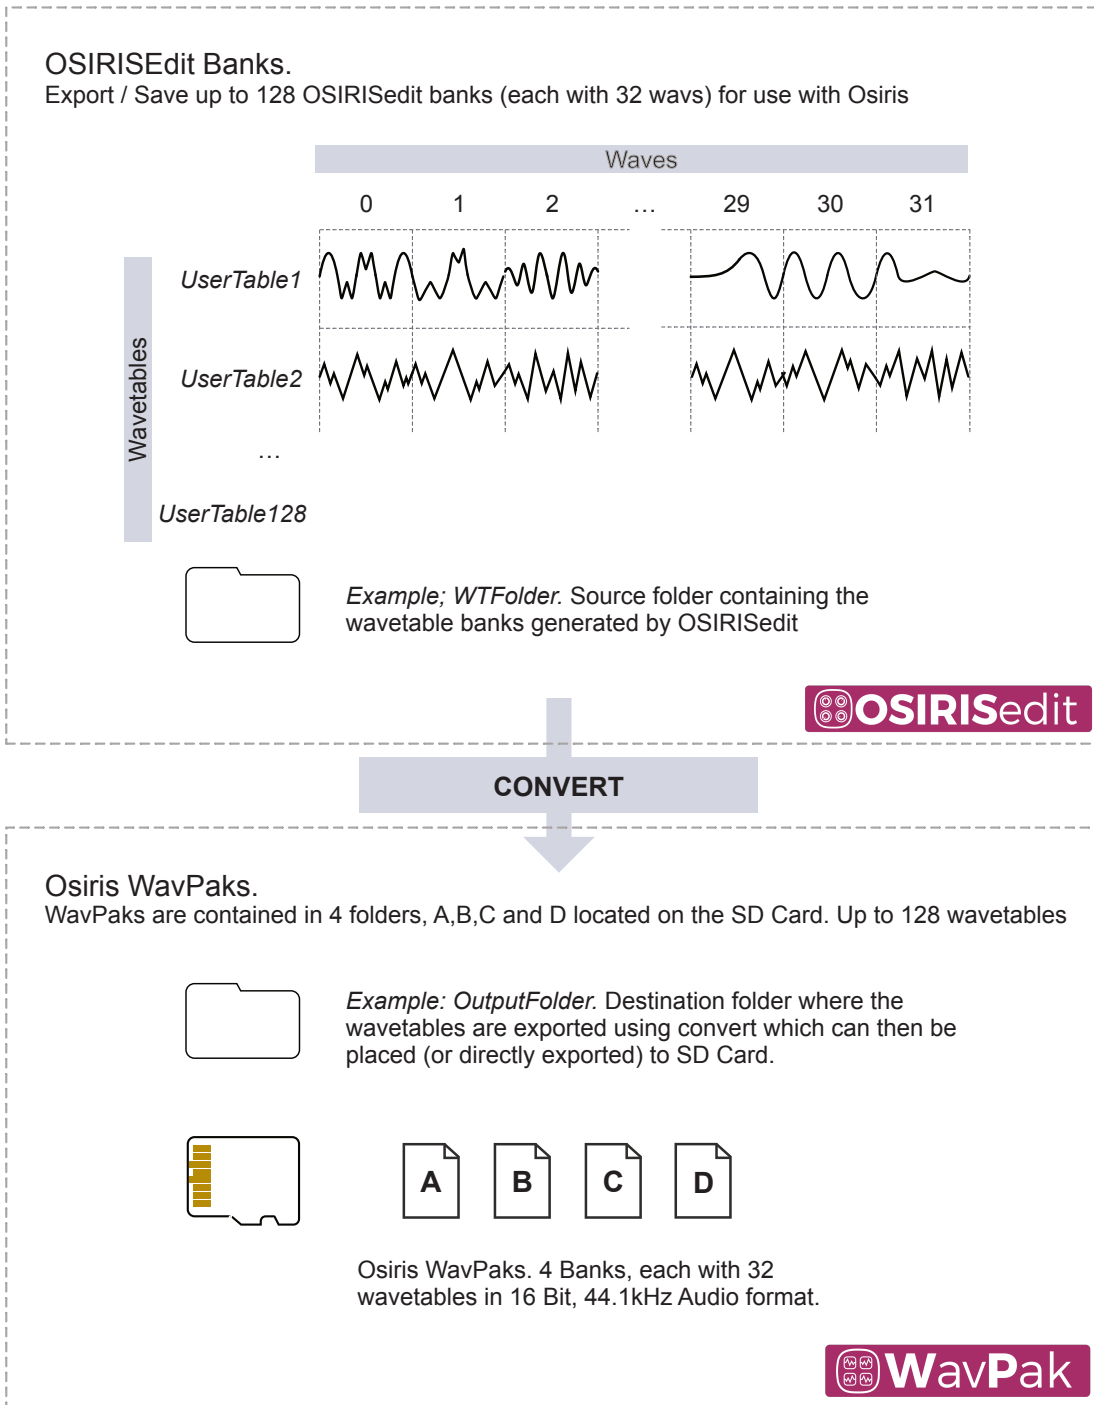 OSIRISEdit Banks.
Export / Save up to 128 OSIRISedit banks (each with 32 wavs) for use with Osiris
Waves
0 1 2 … 29 30 31
Wavetables
UserTable1
UserTable2
…
UserTable128
Example; WTFolder. Source folder containing the
wavetable banks generated by OSIRISedit
OSIRISedit
CONVERT
Osiris WavPaks.
WavPaks are contained in 4 folders, A,B,C and D located on the SD Card. Up to 128 wavetables
Example: OutputFolder. Destination folder where the
wavetables are exported using convert which can then be
placed (or directly exported) to SD Card.
A B C D
Osiris WavPaks. 4 Banks, each with 32
wavetables in 16 Bit, 44.1kHz Audio format.
WavPak